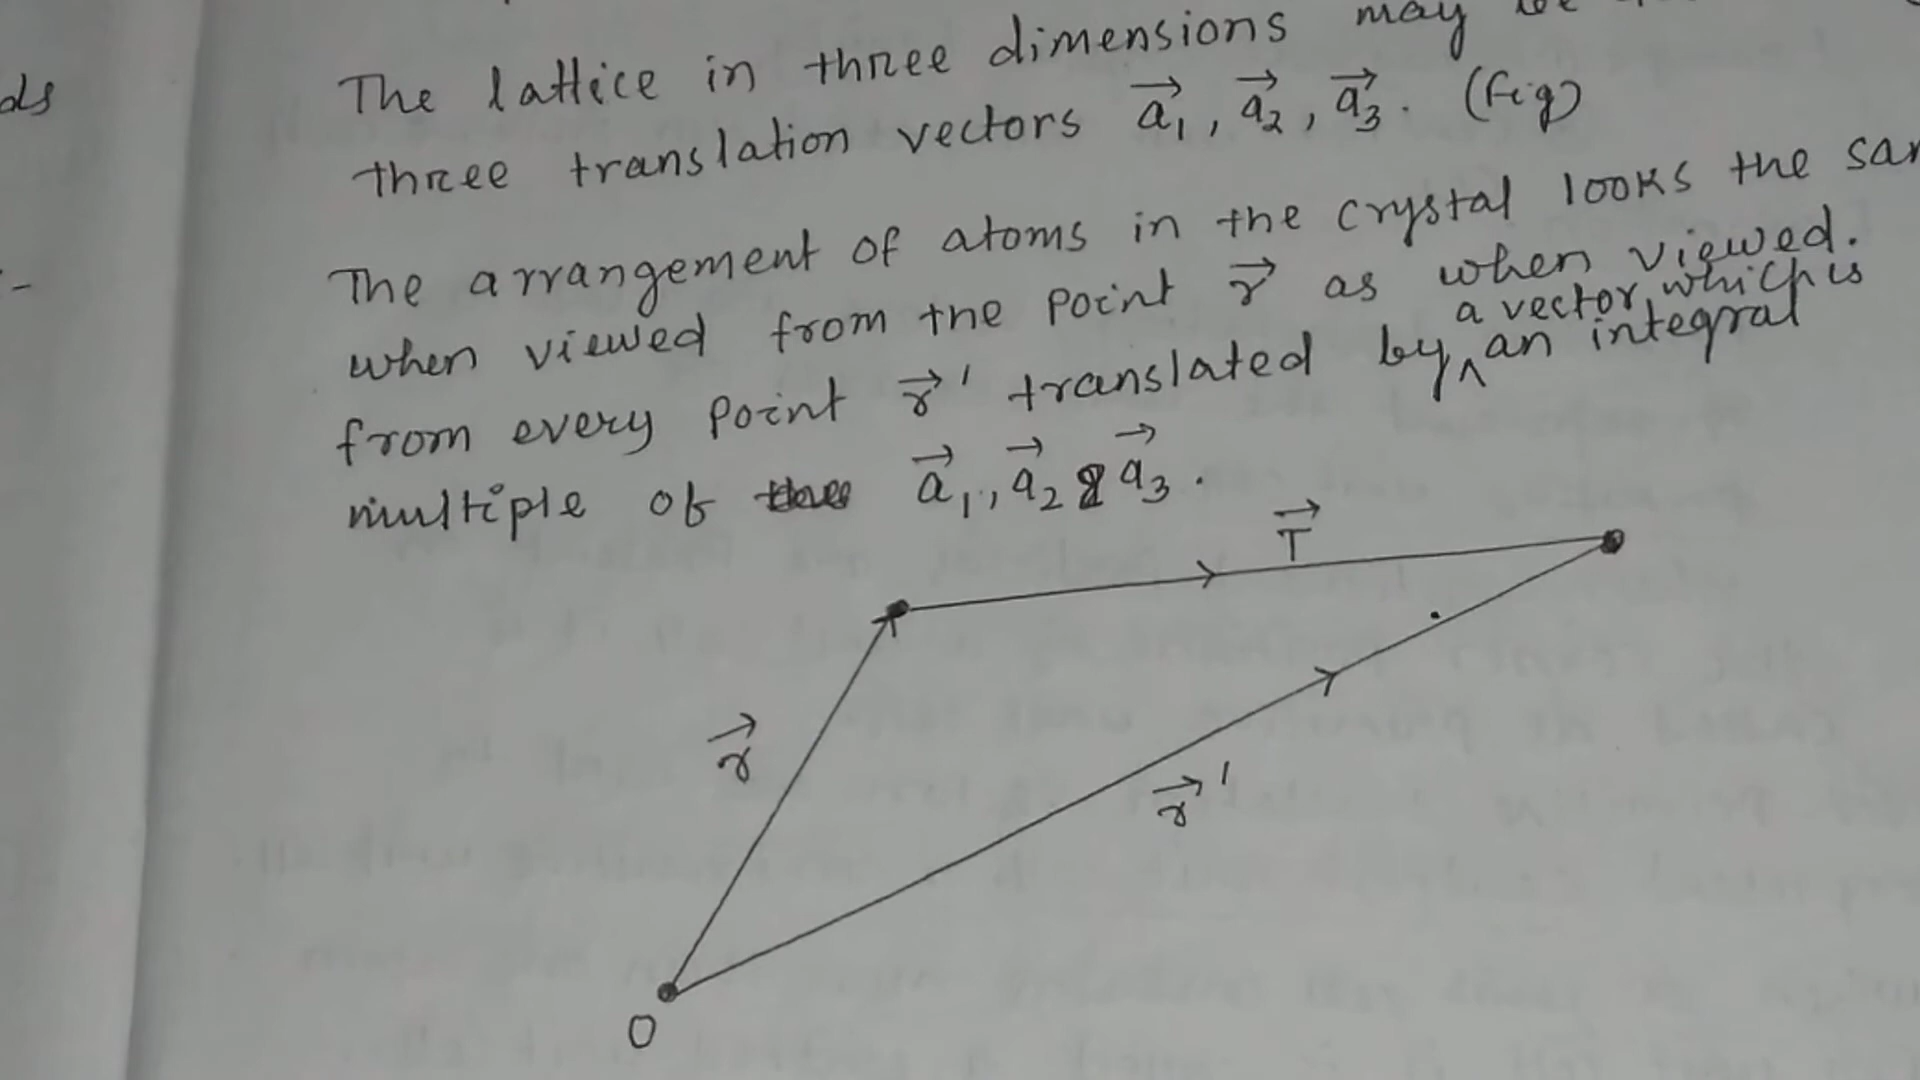 ds
The lattice in three dimensions may be
three translation vectors a⃗₁, a⃗₂, a⃗₃. (fig)
The arrangement of atoms in the crystal looks the
when viewed from the point r⃗ as when viewed.
a vector, which is
from every point r⃗' translated by ^ an integral
multiple of a⃗₁, a⃗₂ & a⃗₃.
T⃗
r⃗
r⃗'
O